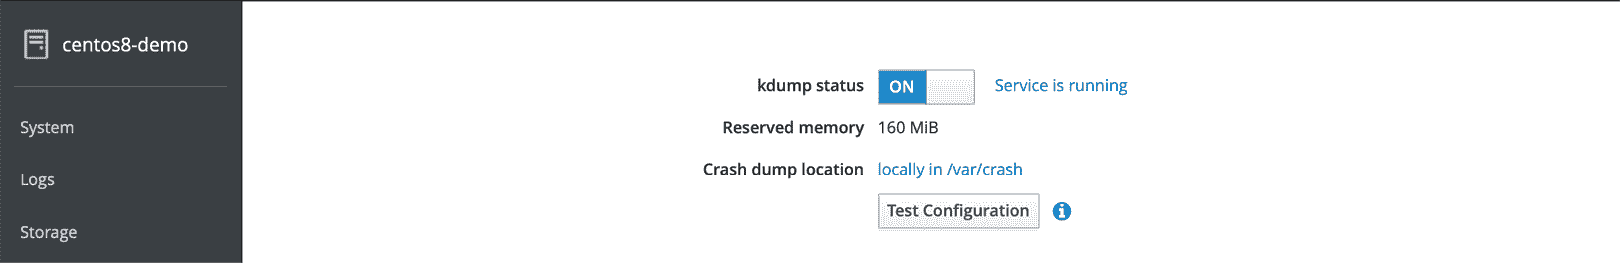 centos8-demo
System
Logs
Storage
kdump status ON Service is running
Reserved memory 160 MiB
Crash dump location locally in /var/crash
Test Configuration